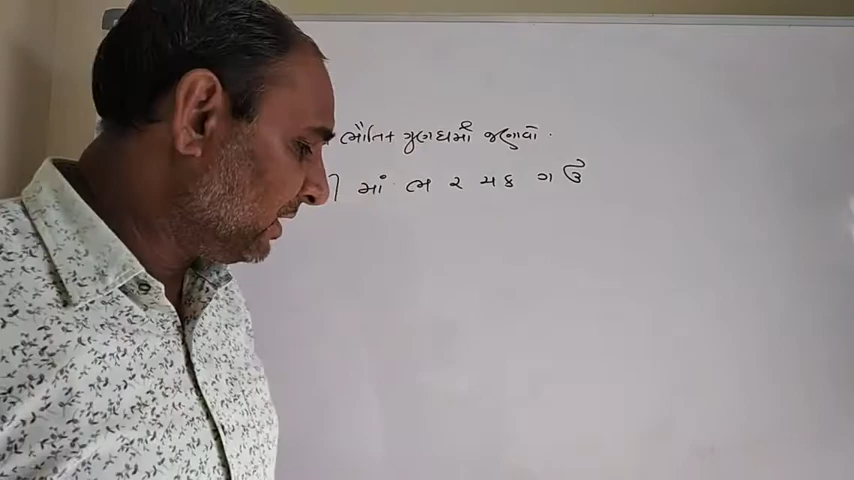 ભૌતિક ગુણધર્મો જણાવો.
માં ભ ર ય ક ગ ઉ